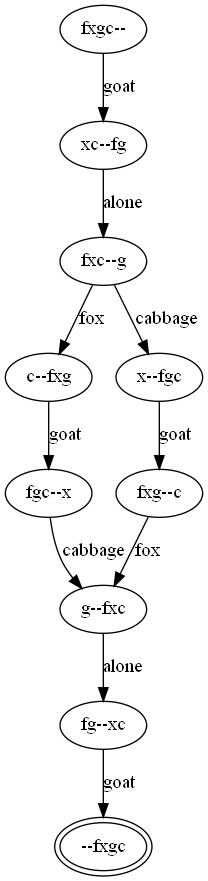 fxgc--
goat
xc--fg
alone
fxc--g
fox
cabbage
c--fxg
x--fgc
goat
goat
fgc--x
fxg--c
cabbage
fox
g--fxc
alone
fg--xc
goat
--fxgc